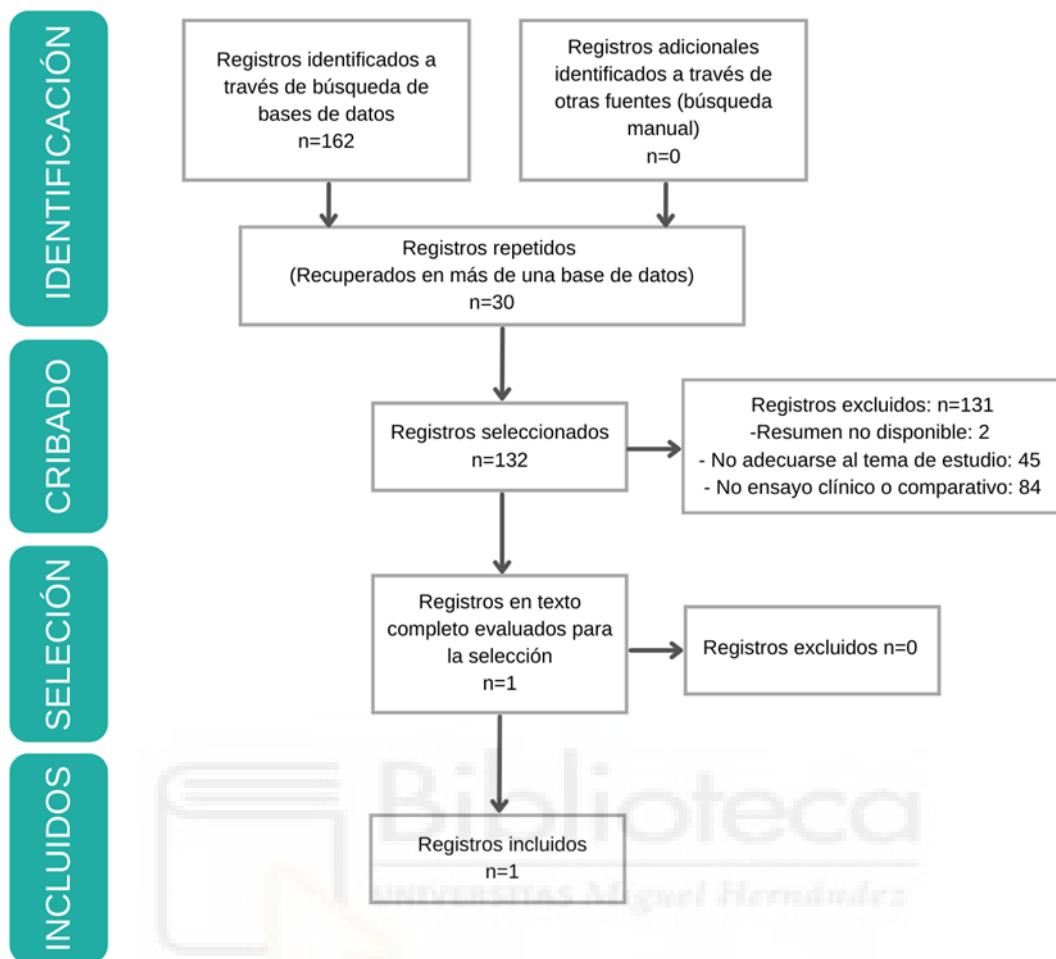 IDENTIFICACIÓN
Registros identificados a
través de búsqueda de
bases de datos
n=162
Registros adicionales
identificados a través de
otras fuentes (búsqueda
manual)
n=0
Registros repetidos
(Recuperados en más de una base de datos)
n=30
CRIBADO
Registros seleccionados
n=132
Registros excluidos: n=131
-Resumen no disponible: 2
- No adecuarse al tema de estudio: 45
- No ensayo clínico o comparativo: 84
SELECIÓN
Registros en texto
completo evaluados para
la selección
n=1
Registros excluidos n=0
INCLUIDOS
Registros incluidos
n=1
Biblioteca
UNIVERSITAS Miguel Hernández